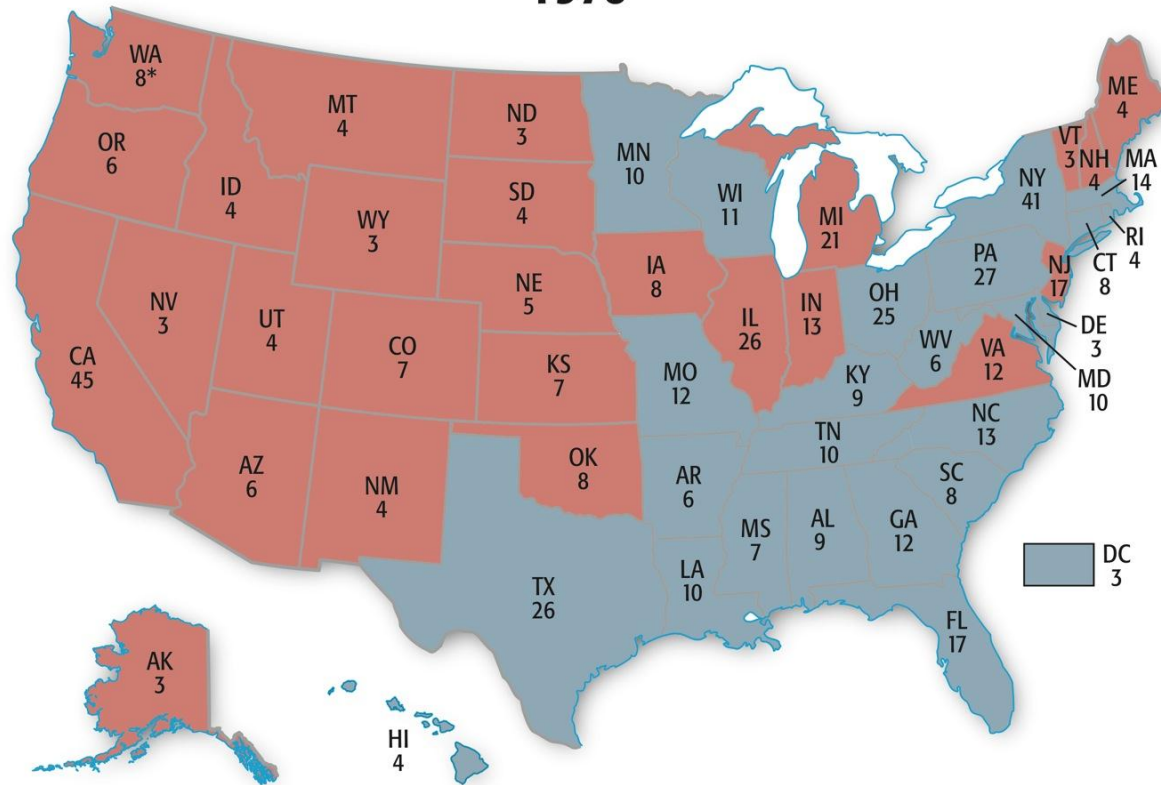 1976
WA
8*
OR
6
CA
45
NV
3
ID
4
MT
4
WY
3
UT
4
CO
7
AZ
6
NM
4
ND
3
SD
4
NE
5
KS
7
OK
8
TX
26
MN
10
IA
8
MO
12
AR
6
LA
10
WI
11
IL
26
MI
21
IN
13
OH
25
KY
9
TN
10
MS
7
AL
9
GA
12
FL
17
SC
8
NC
13
VA
12
WV
6
PA
27
NY
41
VT
3
NH
4
ME
4
MA
14
RI
4
CT
8
NJ
17
DE
3
MD
10
DC
3
AK
3
HI
4